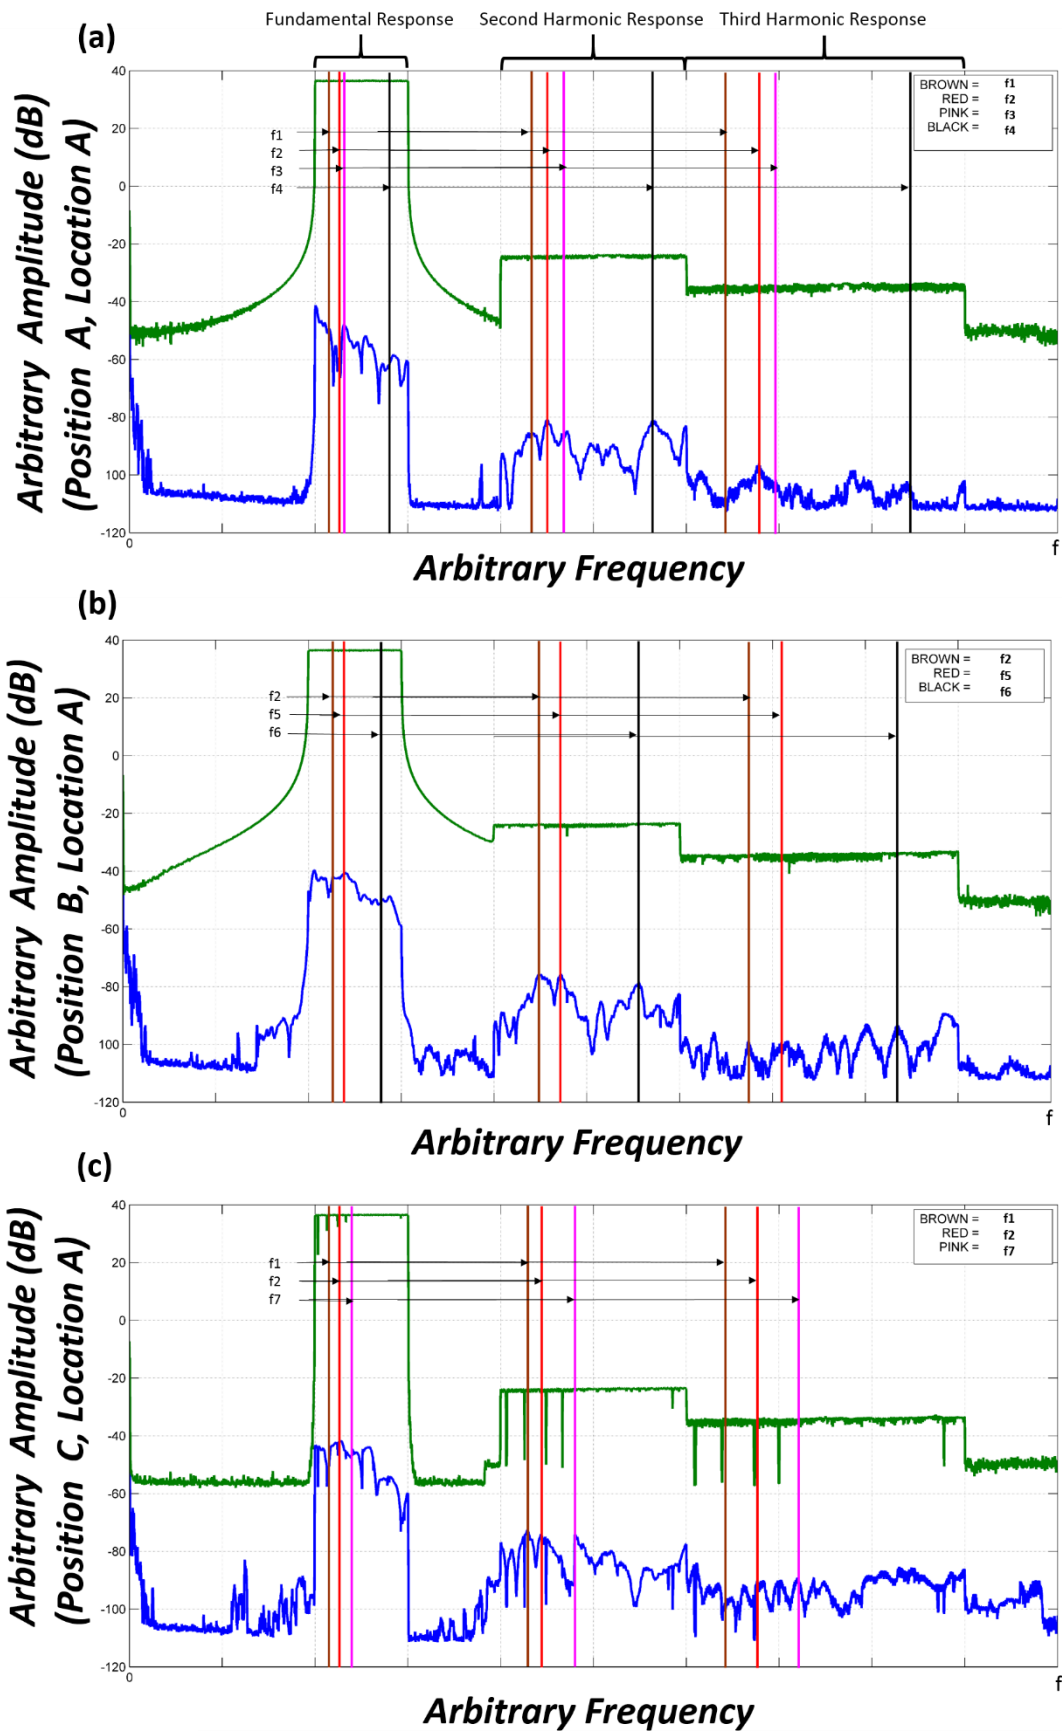 (a)
Fundamental Response Second Harmonic Response Third Harmonic Response
Arbitrary Amplitude (dB)
(Position A, Location A)
40
20
0
-20
-40
-60
-80
100
-120
f1
f2
f3
f4
BROWN = f1
RED = f2
PINK = f3
BLACK = f4
0 f
Arbitrary Frequency
(b)
Arbitrary Amplitude (dB)
(Position B, Location A)
40
20
0
-20
-40
-60
-80
100
-120
f2
f5
f6
BROWN = f2
RED = f5
BLACK = f6
0 f
Arbitrary Frequency
(c)
Arbitrary Amplitude (dB)
(Position C, Location A)
40
20
0
-20
-40
-60
-80
-100
-120
f1
f2
f7
BROWN = f1
RED = f2
PINK = f7
0 f
Arbitrary Frequency